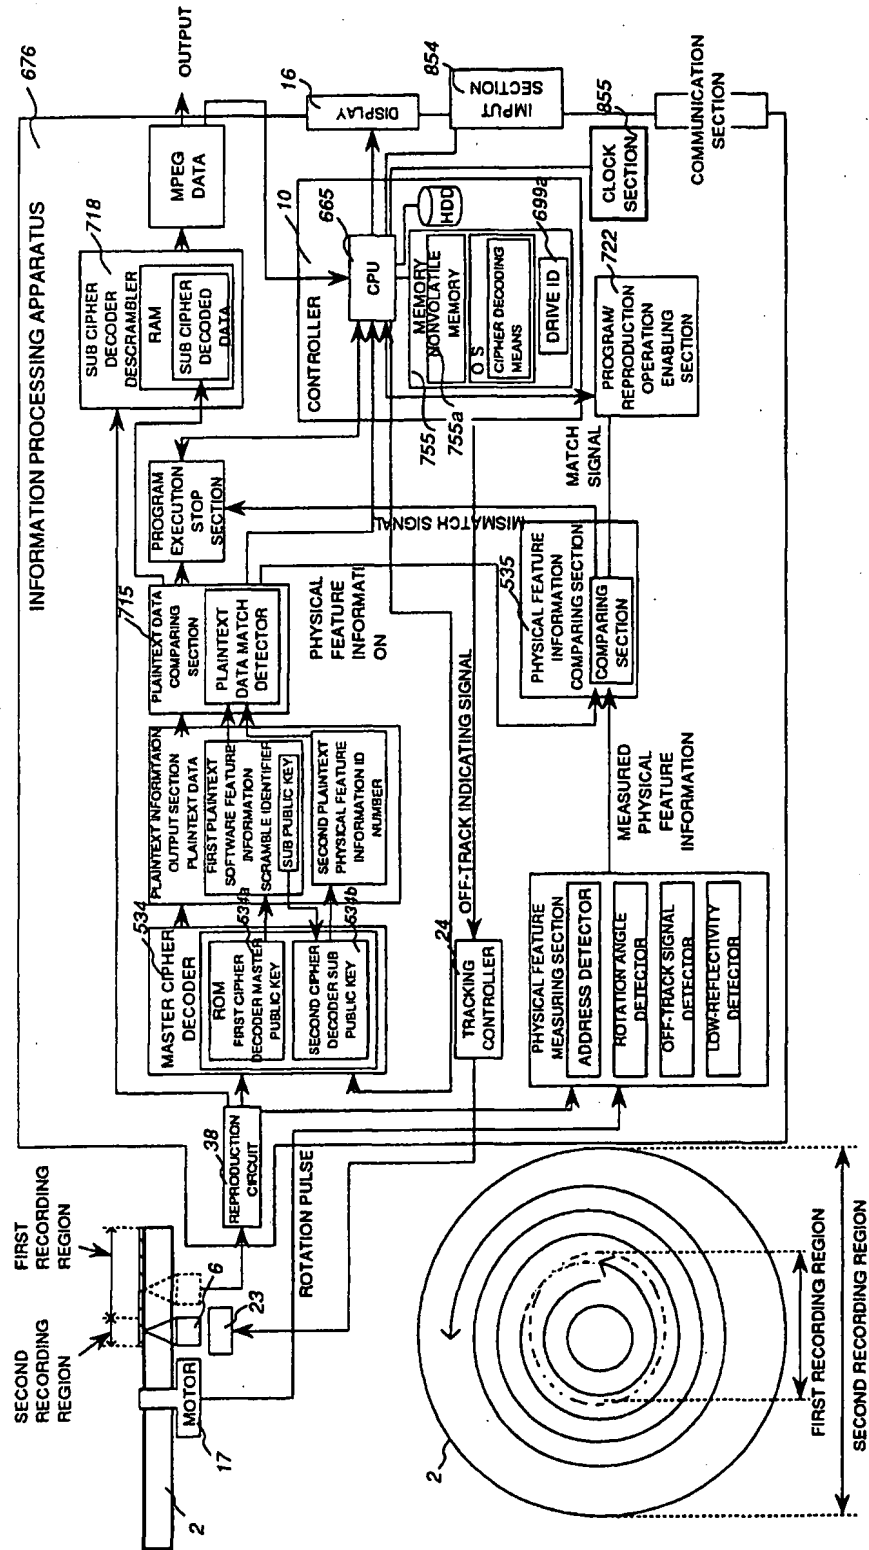 INFORMATION PROCESSING APPARATUS
676
OUTPUT
MPEG
DATA
718
SUB CIPHER
DECODER
DESCRAMBLER
RAM
SUB CIPHER
DECODED
DATA
16
DISPLAY
854
IMPUT
SECTION
855
CLOCK
SECTION
COMMUNICATION
SECTION
CONTROLLER
10
665
CPU
HDD
MEMORY
NONVOLATILE
MEMORY
755
755a
O S
CIPHER DECODING
MEANS
699a
DRIVE ID
722
PROGRAM/
REPRODUCTION
OPERATION
ENABLING
SECTION
MATCH
SIGNAL
MISMATCH SIGNAL
PROGRAM
EXECUTION
STOP
SECTION
715
PLAINTEXT DATA
COMPARING
SECTION
PLAINTEXT
DATA MATCH
DETECTOR
PHYSICAL
FEATURE
INFORMATI
ON
535
PHYSICAL FEATURE
INFORMATION
COMPARING SECTION
COMPARING
SECTION
PLAINTEXT INFORMTAION
OUTPUT SECTION
PLAINTEXT DATA
FIRST PLAINTEXT
SOFTWARE FEATURE
INFORMATION
SCRAMBLE IDENTIFIER
SUB PUBLIC KEY
SECOND PLAINTEXT
PHYSICAL FEATURE
INFORMATION ID
NUMBER
534
MASTER CIPHER
DECODER
ROM
534a
FIRST CIPHER
DECODER MASTER
PUBLIC KEY
SECOND CIPHER
DECODER SUB
PUBLIC KEY
534b
OFF-TRACK INDICATING SIGNAL
24
TRACKING
CONTROLLER
MEASURED
PHYSICAL
FEATURE
INFORMATION
PHYSICAL FEATURE
MEASURING SECTION
ADDRESS DETECTOR
ROTATION ANGLE
DETECTOR
OFF-TRACK SIGNAL
DETECTOR
LOW-REFLECTIVITY
DETECTOR
38
REPRODUCTION
CIRCUIT
ROTATION PULSE
FIRST
RECORDING
REGION
SECOND
RECORDING
REGION
6
23
MOTOR
17
2
2
FIRST RECORDING REGION
SECOND RECORDING REGION